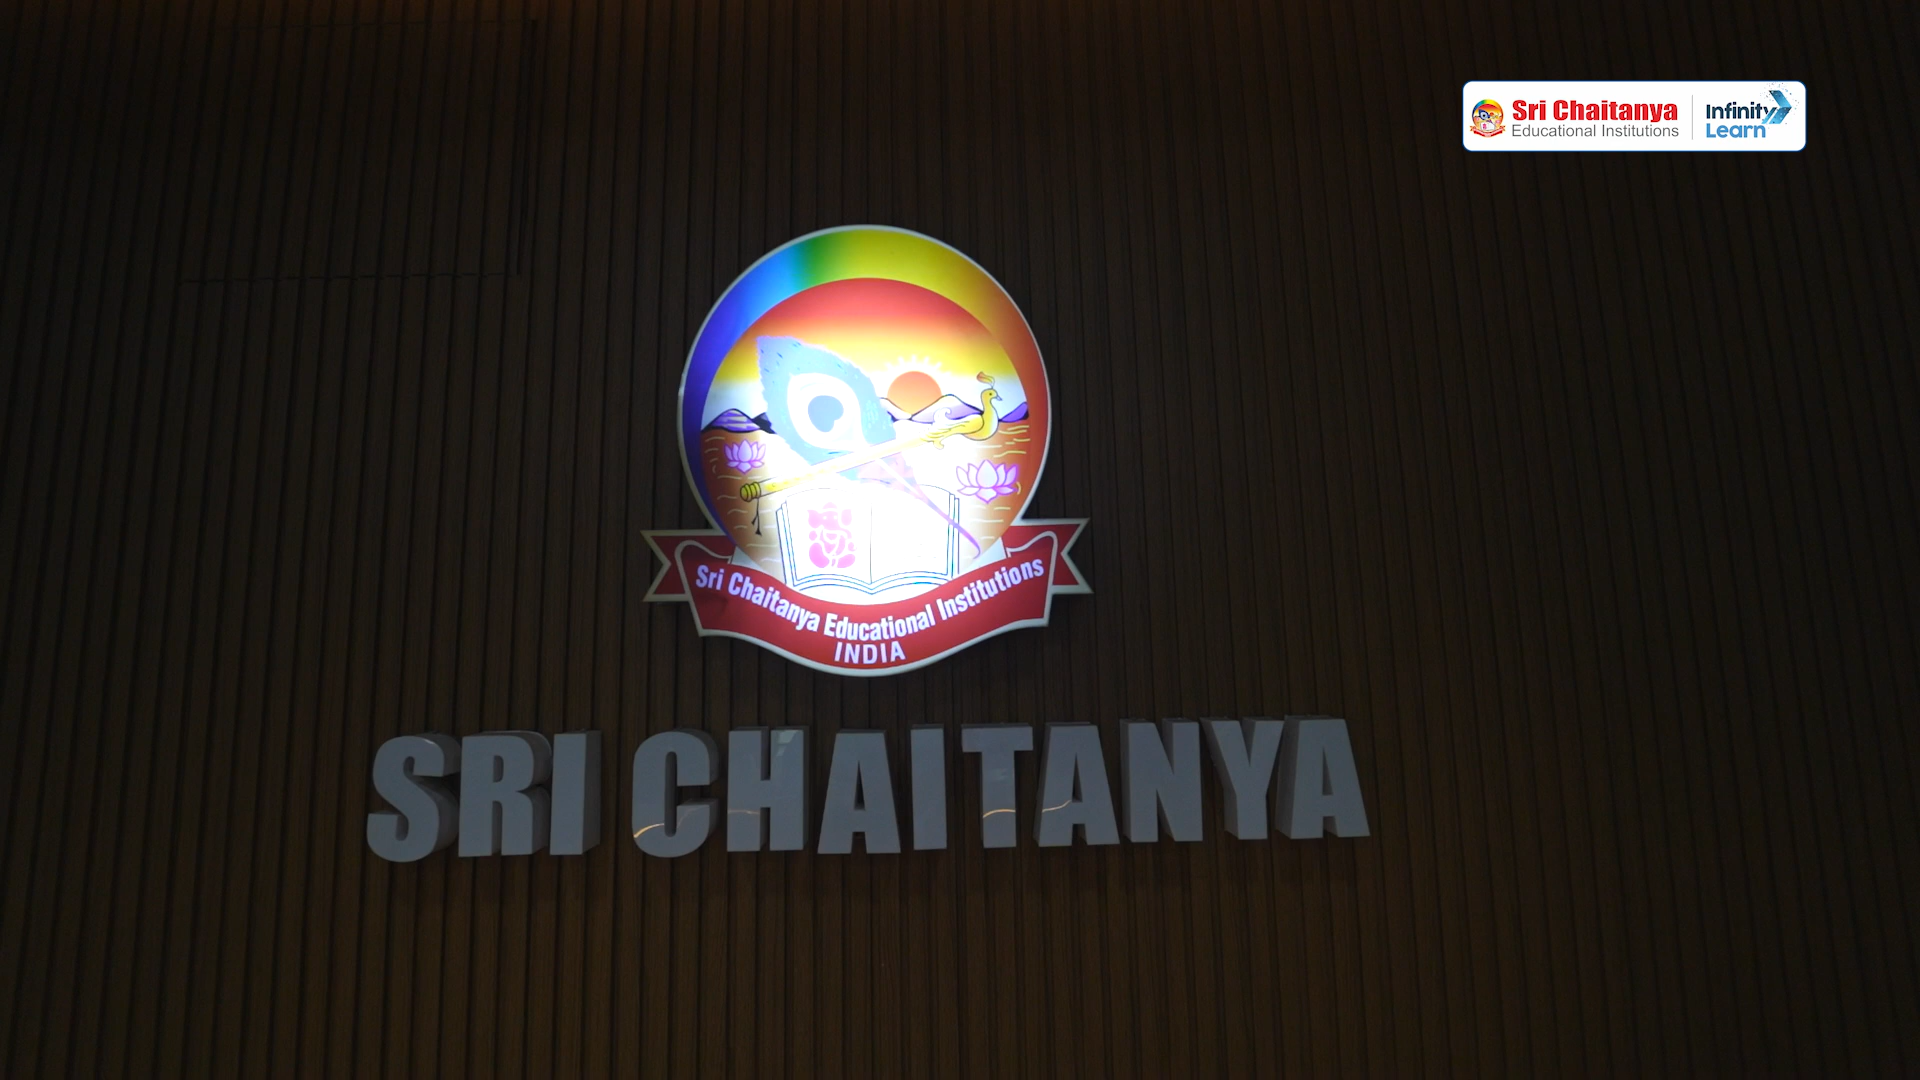 Sri Chaitanya
Educational Institutions
Infinity
Learn
Sri Chaitanya Educational Institutions
INDIA
SRI CHAITANYA